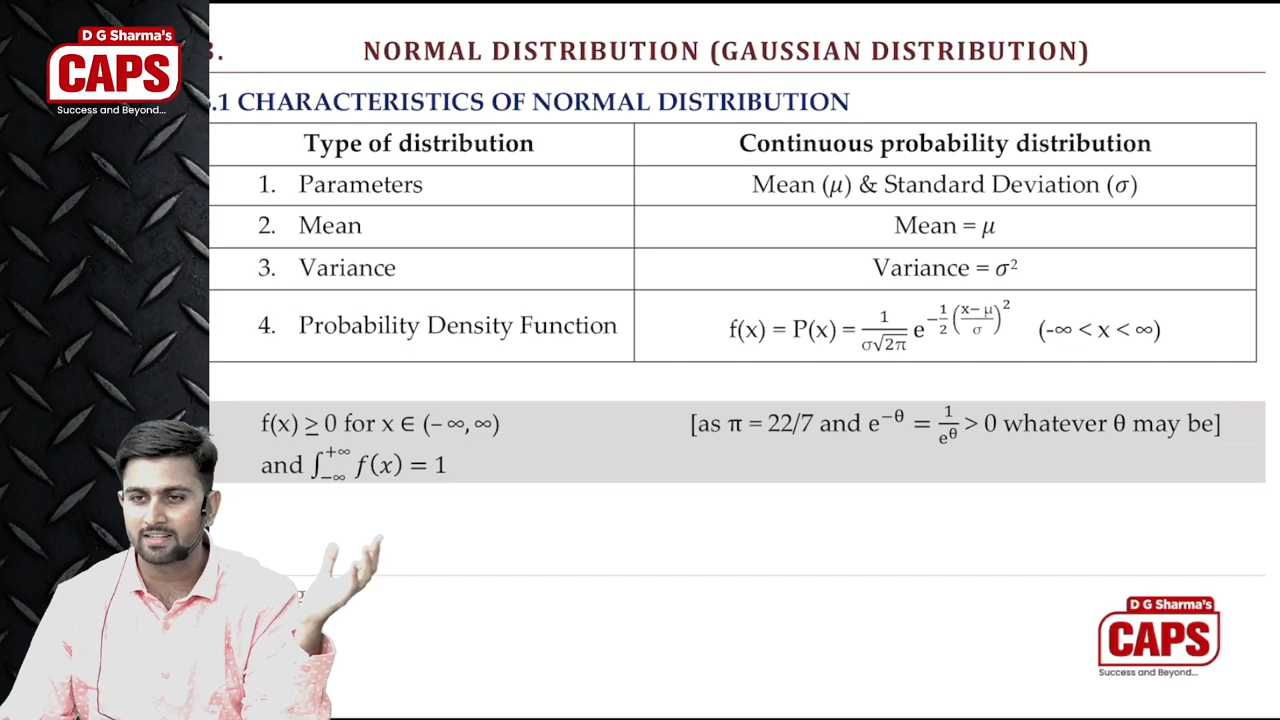 D G Sharma's
CAPS
Success and Beyond...
3. NORMAL DISTRIBUTION (GAUSSIAN DISTRIBUTION)
.1 CHARACTERISTICS OF NORMAL DISTRIBUTION
Type of distribution Continuous probability distribution
1. Parameters Mean (μ) & Standard Deviation (σ)
2. Mean Mean = μ
3. Variance Variance = σ²
4. Probability Density Function f(x) = P(x) = 1/(σ√2π) e^(-1/2((x−μ)/σ)²) (-∞ < x < ∞)
f(x) ≥ 0 for x ∈ (− ∞, ∞) [as π = 22/7 and e^(−θ) = 1/e^θ > 0 whatever θ may be]
and ∫_(−∞)^(+∞) f(x) = 1
g
D G Sharma's
CAPS
Success and Beyond...